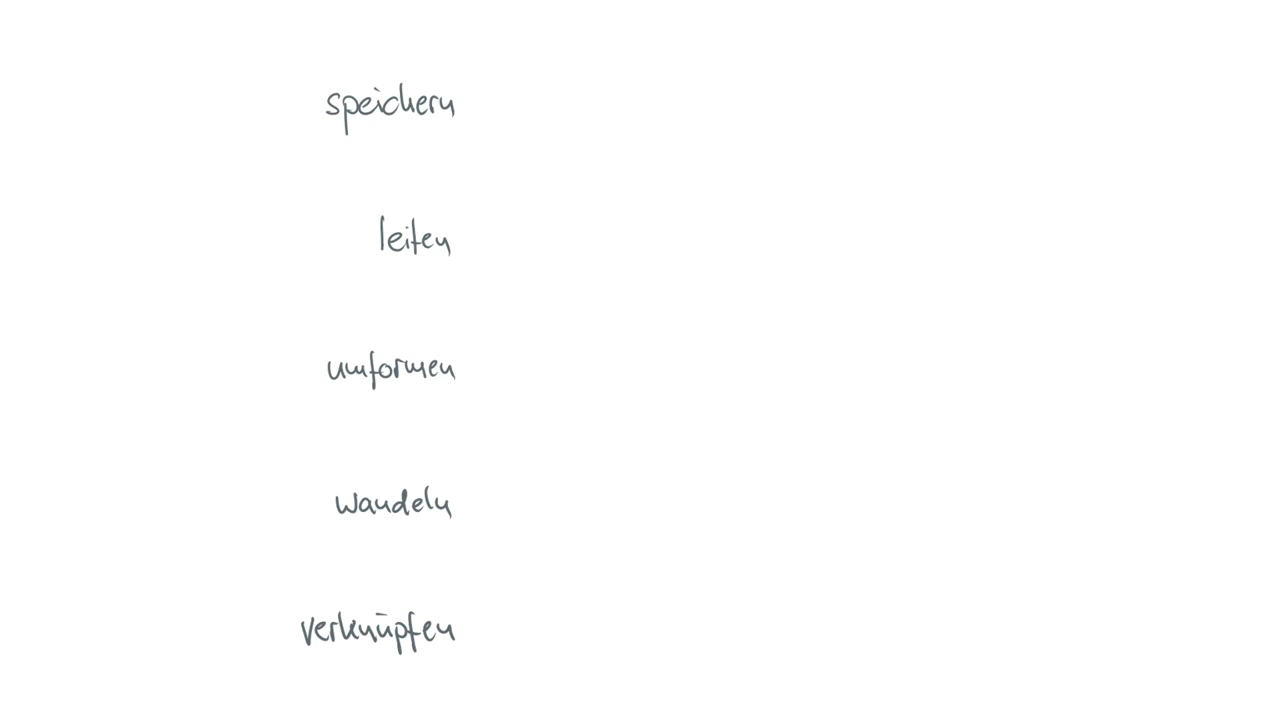 speichern
leiten
umformen
wandeln
verknüpfen